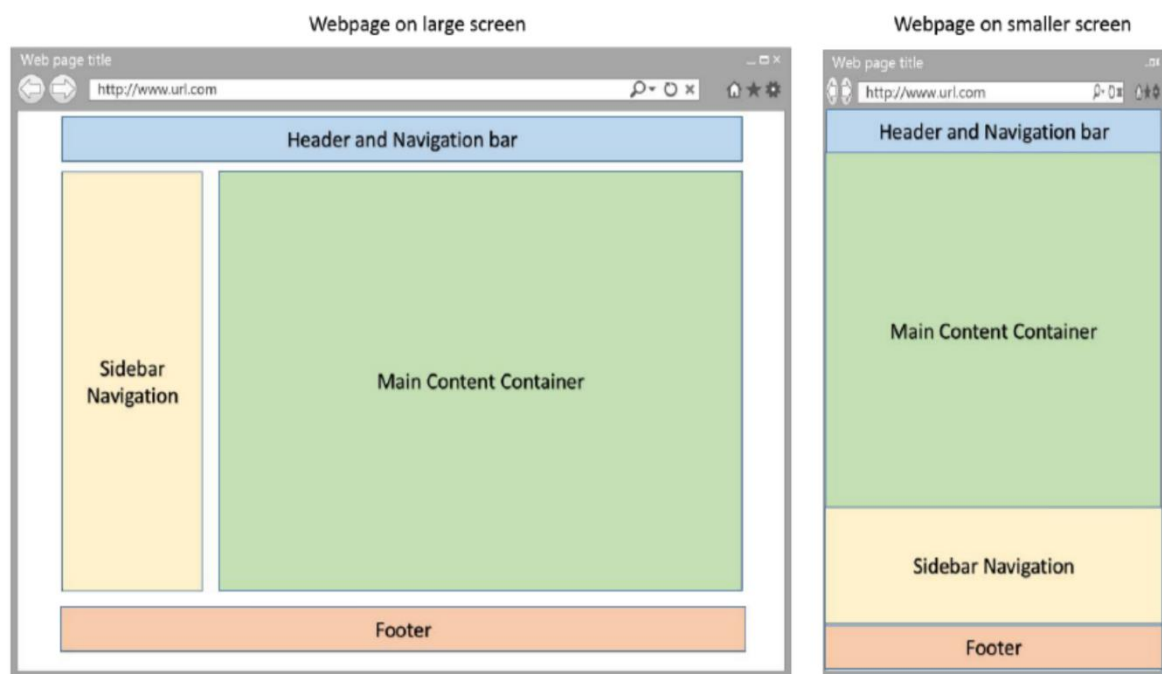 Webpage on large screen
Web page title
http://www.url.com
Header and Navigation bar
Sidebar
Navigation
Main Content Container
Footer
Webpage on smaller screen
Web page title
http://www.url.com
Header and Navigation bar
Main Content Container
Sidebar Navigation
Footer